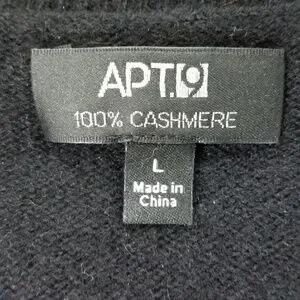 APT.[9]
100% CASHMERE
L
Made in
China